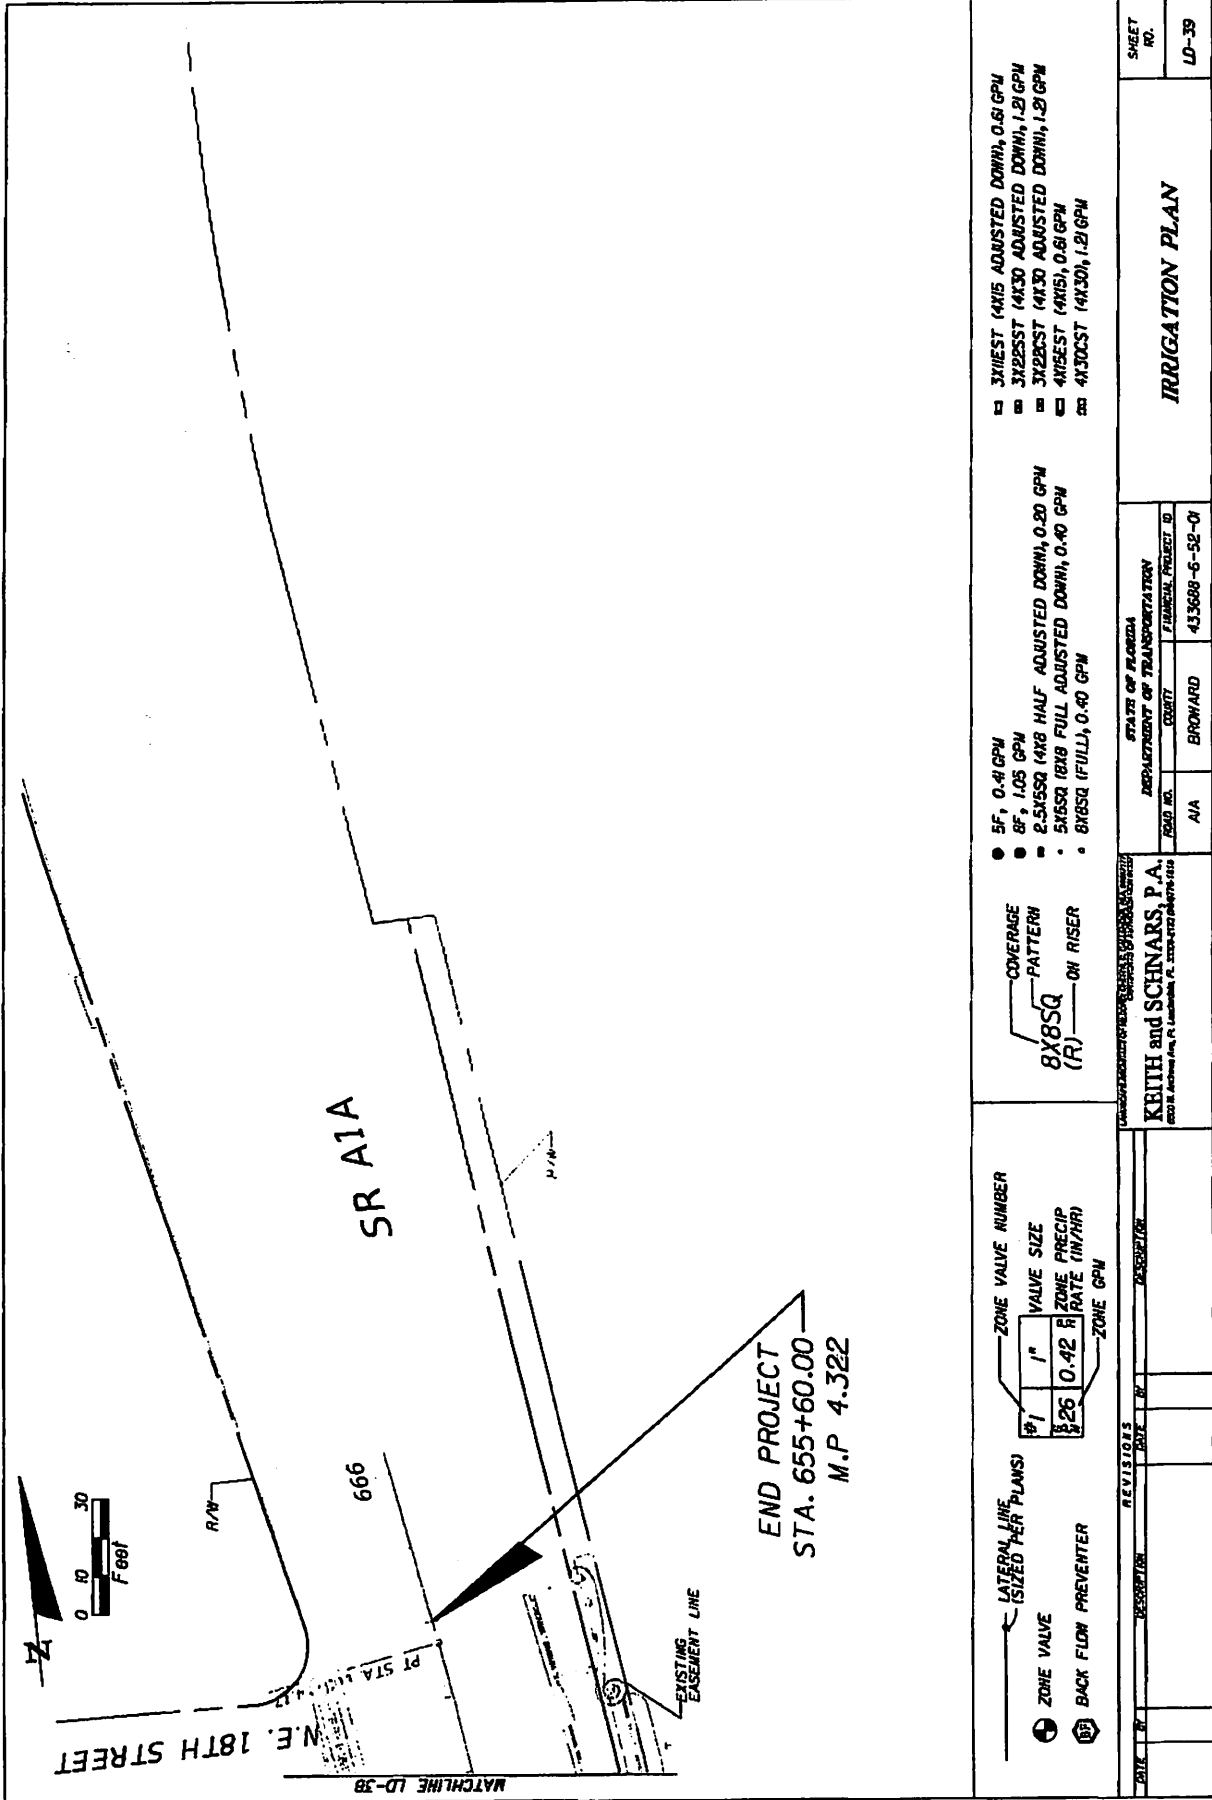 N
0 10 30
Feet
R/W
N.E. 18TH STREET
PT STA
666
SR A1A
R/W
END PROJECT
STA. 655+60.00
M.P 4.322
EXISTING
EASEMENT LINE
MATCHLINE LD-38
LATERAL LINE
(SIZED PER PLANS)
ZONE VALVE
BACK FLOW PREVENTER
BF
ZONE VALVE NUMBER
#1 1" VALVE SIZE
26 0.42 ZONE PRECIP
RATE (IN/HR)
ZONE GPM
COVERAGE
PATTERN
8X8SQ
(R) ON RISER
5F, 0.41 GPM
8F, 1.05 GPM
2.5X5SQ (4X8 HALF ADJUSTED DOWN), 0.20 GPM
5X5SQ (8X8 FULL ADJUSTED DOWN), 0.40 GPM
8X8SQ (FULL), 0.40 GPM
3X11EST (4X15 ADJUSTED DOWN), 0.61 GPM
3X22SST (4X30 ADJUSTED DOWN), 1.21 GPM
3X22CST (4X30 ADJUSTED DOWN), 1.21 GPM
4X15EST (4X15), 0.61 GPM
4X30CST (4X30), 1.21 GPM
REVISIONS
DATE BY DESCRIPTION DATE BY DESCRIPTION
KEITH and SCHNARS, P.A.
STATE OF FLORIDA
DEPARTMENT OF TRANSPORTATION
ROAD NO. COUNTY FINANCIAL PROJECT ID
A1A BROWARD 433688-6-52-01
IRRIGATION PLAN
SHEET
NO.
LD-39